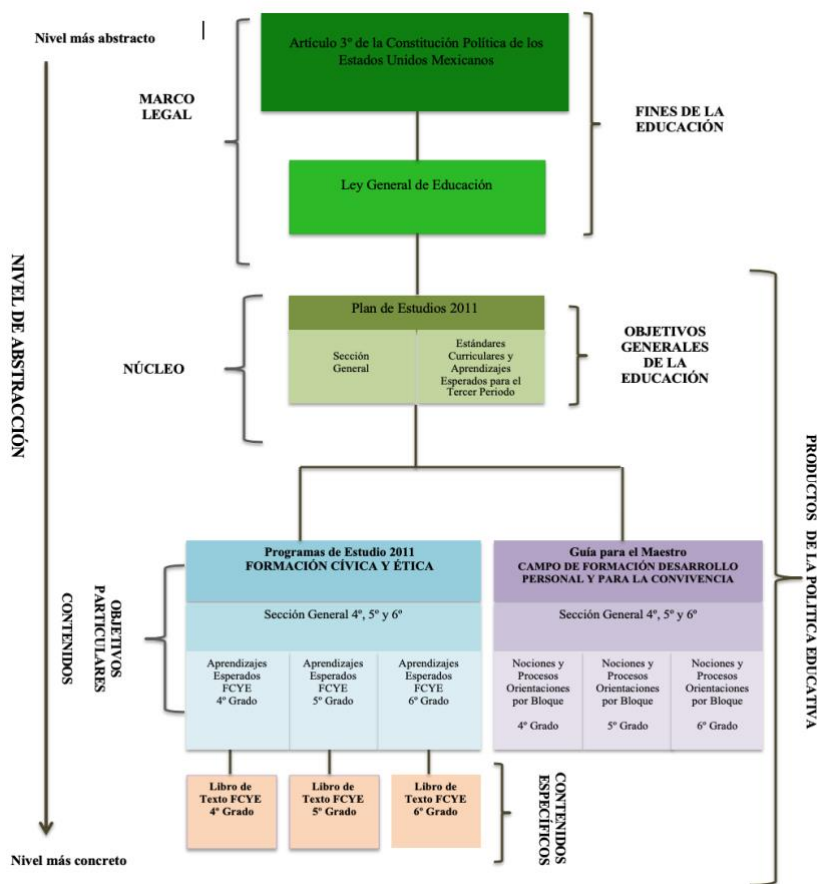 Nivel más abstracto
Artículo 3º de la Constitución Política de los
Estados Unidos Mexicanos
MARCO
LEGAL
FINES DE LA
EDUCACIÓN
Ley General de Educación
NIVEL DE ABSTRACCIÓN
Plan de Estudios 2011
NÚCLEO
Sección
General
Estándares
Curriculares y
Aprendizajes
Esperados para el
Tercer Periodo
OBJETIVOS
GENERALES
DE LA
EDUCACIÓN
PRODUCTOS DE LA POLITICA EDUCATIVA
CONTENIDOS
OBJETIVOS
PARTICULARES
Programas de Estudio 2011
FORMACIÓN CÍVICA Y ÉTICA
Sección General 4º, 5º y 6º
Aprendizajes
Esperados
FCYE
4º Grado
Aprendizajes
Esperados
FCYE
5º Grado
Aprendizajes
Esperados
FCYE
6º Grado
Guía para el Maestro
CAMPO DE FORMACIÓN DESARROLLO
PERSONAL Y PARA LA CONVIVENCIA
Sección General 4º, 5º y 6º
Nociones y
Procesos
Orientaciones
por Bloque
4º Grado
Nociones y
Procesos
Orientaciones
por Bloque
5º Grado
Nociones y
Procesos
Orientaciones
por Bloque
6º Grado
Libro de
Texto FCYE
4º Grado
Libro de
Texto FCYE
5º Grado
Libro de
Texto FCYE
6º Grado
CONTENIDOS
ESPECÍFICOS
Nivel más concreto